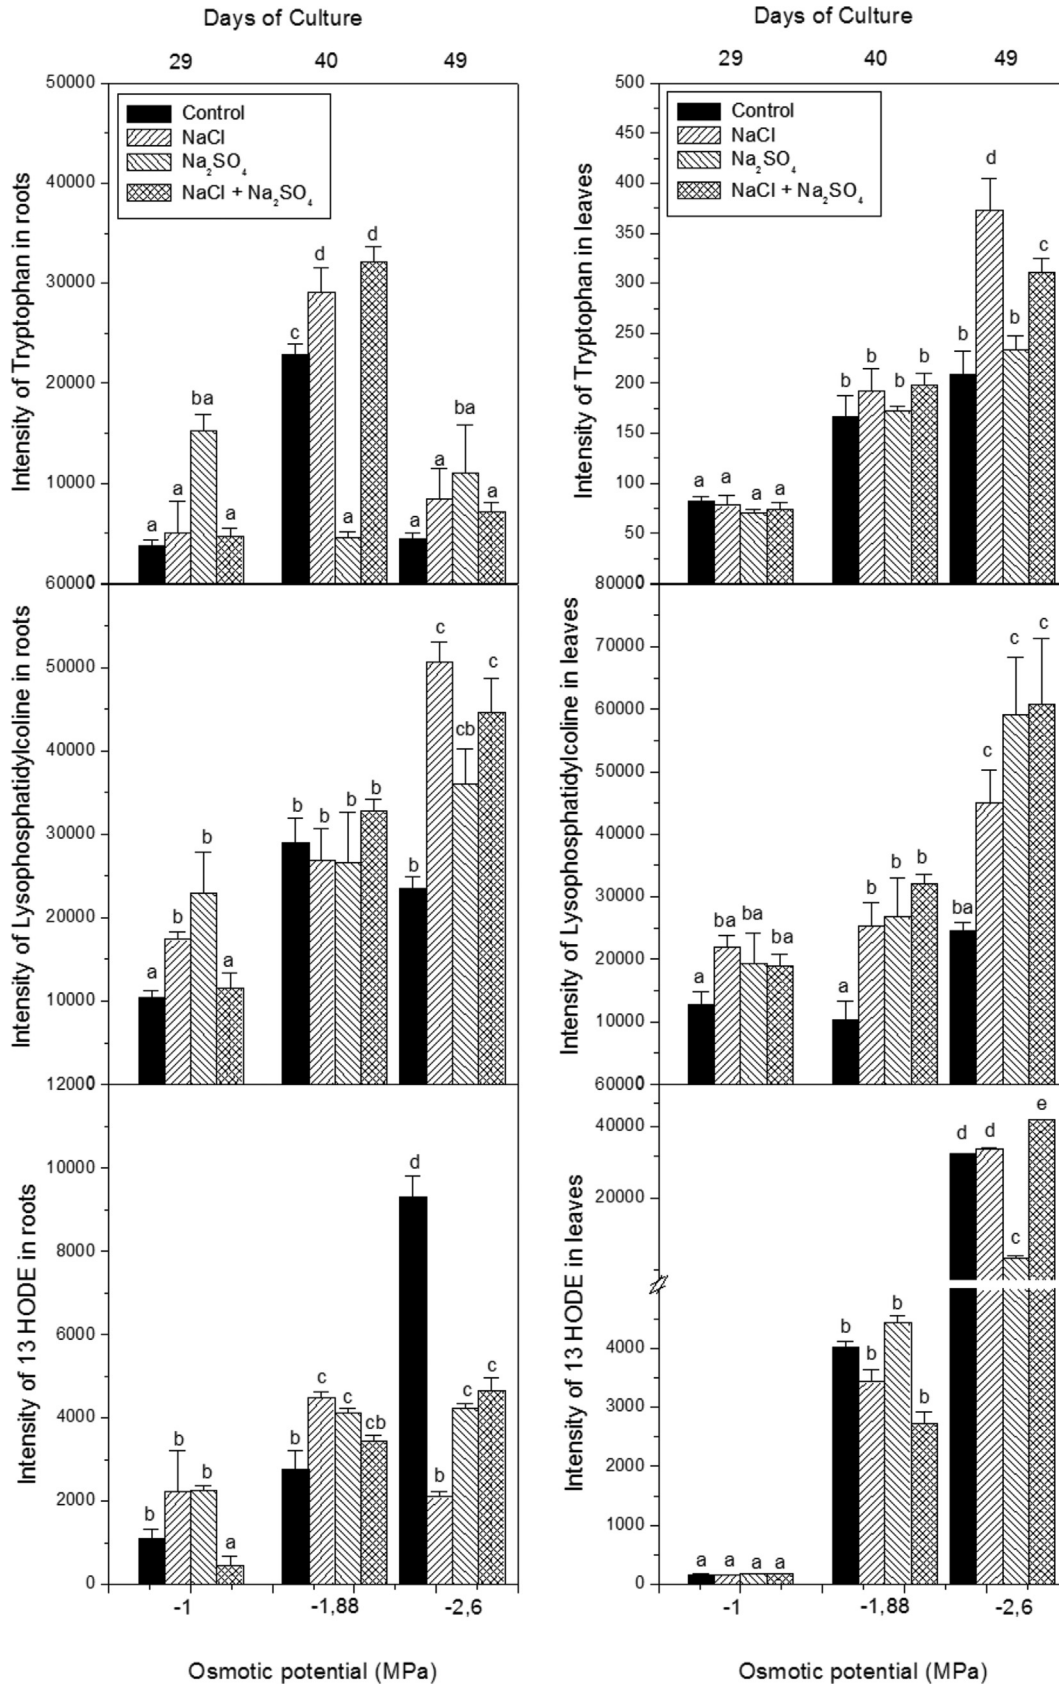 Days of Culture
29 40 49
50000
40000
30000
20000
10000
0
Intensity of Tryptophan in roots
Control
NaCl
Na₂SO₄
NaCl + Na₂SO₄
a a ba a
c d a d
a a ba a
60000
50000
40000
30000
20000
10000
0
Intensity of Lysophosphatidylcoline in roots
a b b a
b b b b
b c cb c
12000
10000
8000
6000
4000
2000
0
Intensity of 13 HODE in roots
b b b a
b c c cb
d b c c
-1 -1,88 -2,6
Osmotic potential (MPa)
Days of Culture
29 40 49
500
450
400
350
300
250
200
150
100
50
0
Intensity of Tryptophan in leaves
Control
NaCl
Na₂SO₄
NaCl + Na₂SO₄
a a a a
b b b b
b d b c
80000
70000
60000
50000
40000
30000
20000
10000
0
Intensity of Lysophosphatidylcoline in leaves
a ba ba ba
a b b b
ba c c c
60000
40000
20000
4000
3000
2000
1000
0
Intensity of 13 HODE in leaves
a a a a
b b b b
d d c e
-1 -1,88 -2,6
Osmotic potential (MPa)